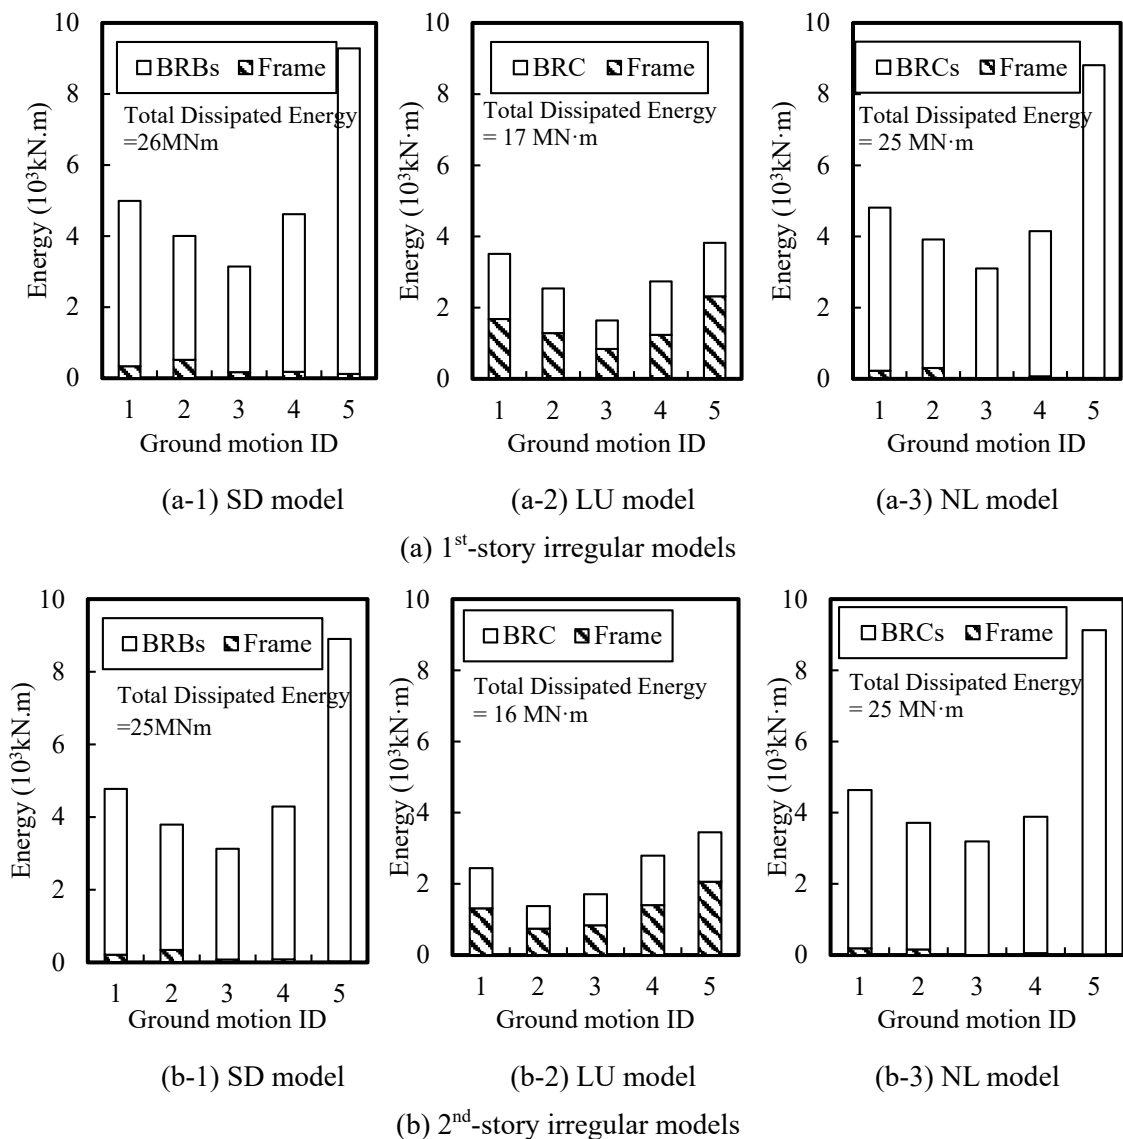 10
8
6
4
2
0
Energy (10³kN.m)
BRBs Frame
Total Dissipated Energy
=26MNm
1 2 3 4 5
Ground motion ID
(a-1) SD model
10
8
6
4
2
0
Energy (10³kN·m)
BRC Frame
Total Dissipated Energy
= 17 MN·m
1 2 3 4 5
Ground motion ID
(a-2) LU model
10
8
6
4
2
0
Energy (10³kN·m)
BRCs Frame
Total Dissipated Energy
= 25 MN·m
1 2 3 4 5
Ground motion ID
(a-3) NL model
(a) 1st-story irregular models
10
8
6
4
2
0
Energy (10³kN.m)
BRBs Frame
Total Dissipated Energy
=25MNm
1 2 3 4 5
Ground motion ID
(b-1) SD model
10
8
6
4
2
0
Energy (10³kN·m)
BRC Frame
Total Dissipated Energy
= 16 MN·m
1 2 3 4 5
Ground motion ID
(b-2) LU model
10
8
6
4
2
0
Energy (10³kN·m)
BRCs Frame
Total Dissipated Energy
= 25 MN·m
1 2 3 4 5
Ground motion ID
(b-3) NL model
(b) 2nd-story irregular models